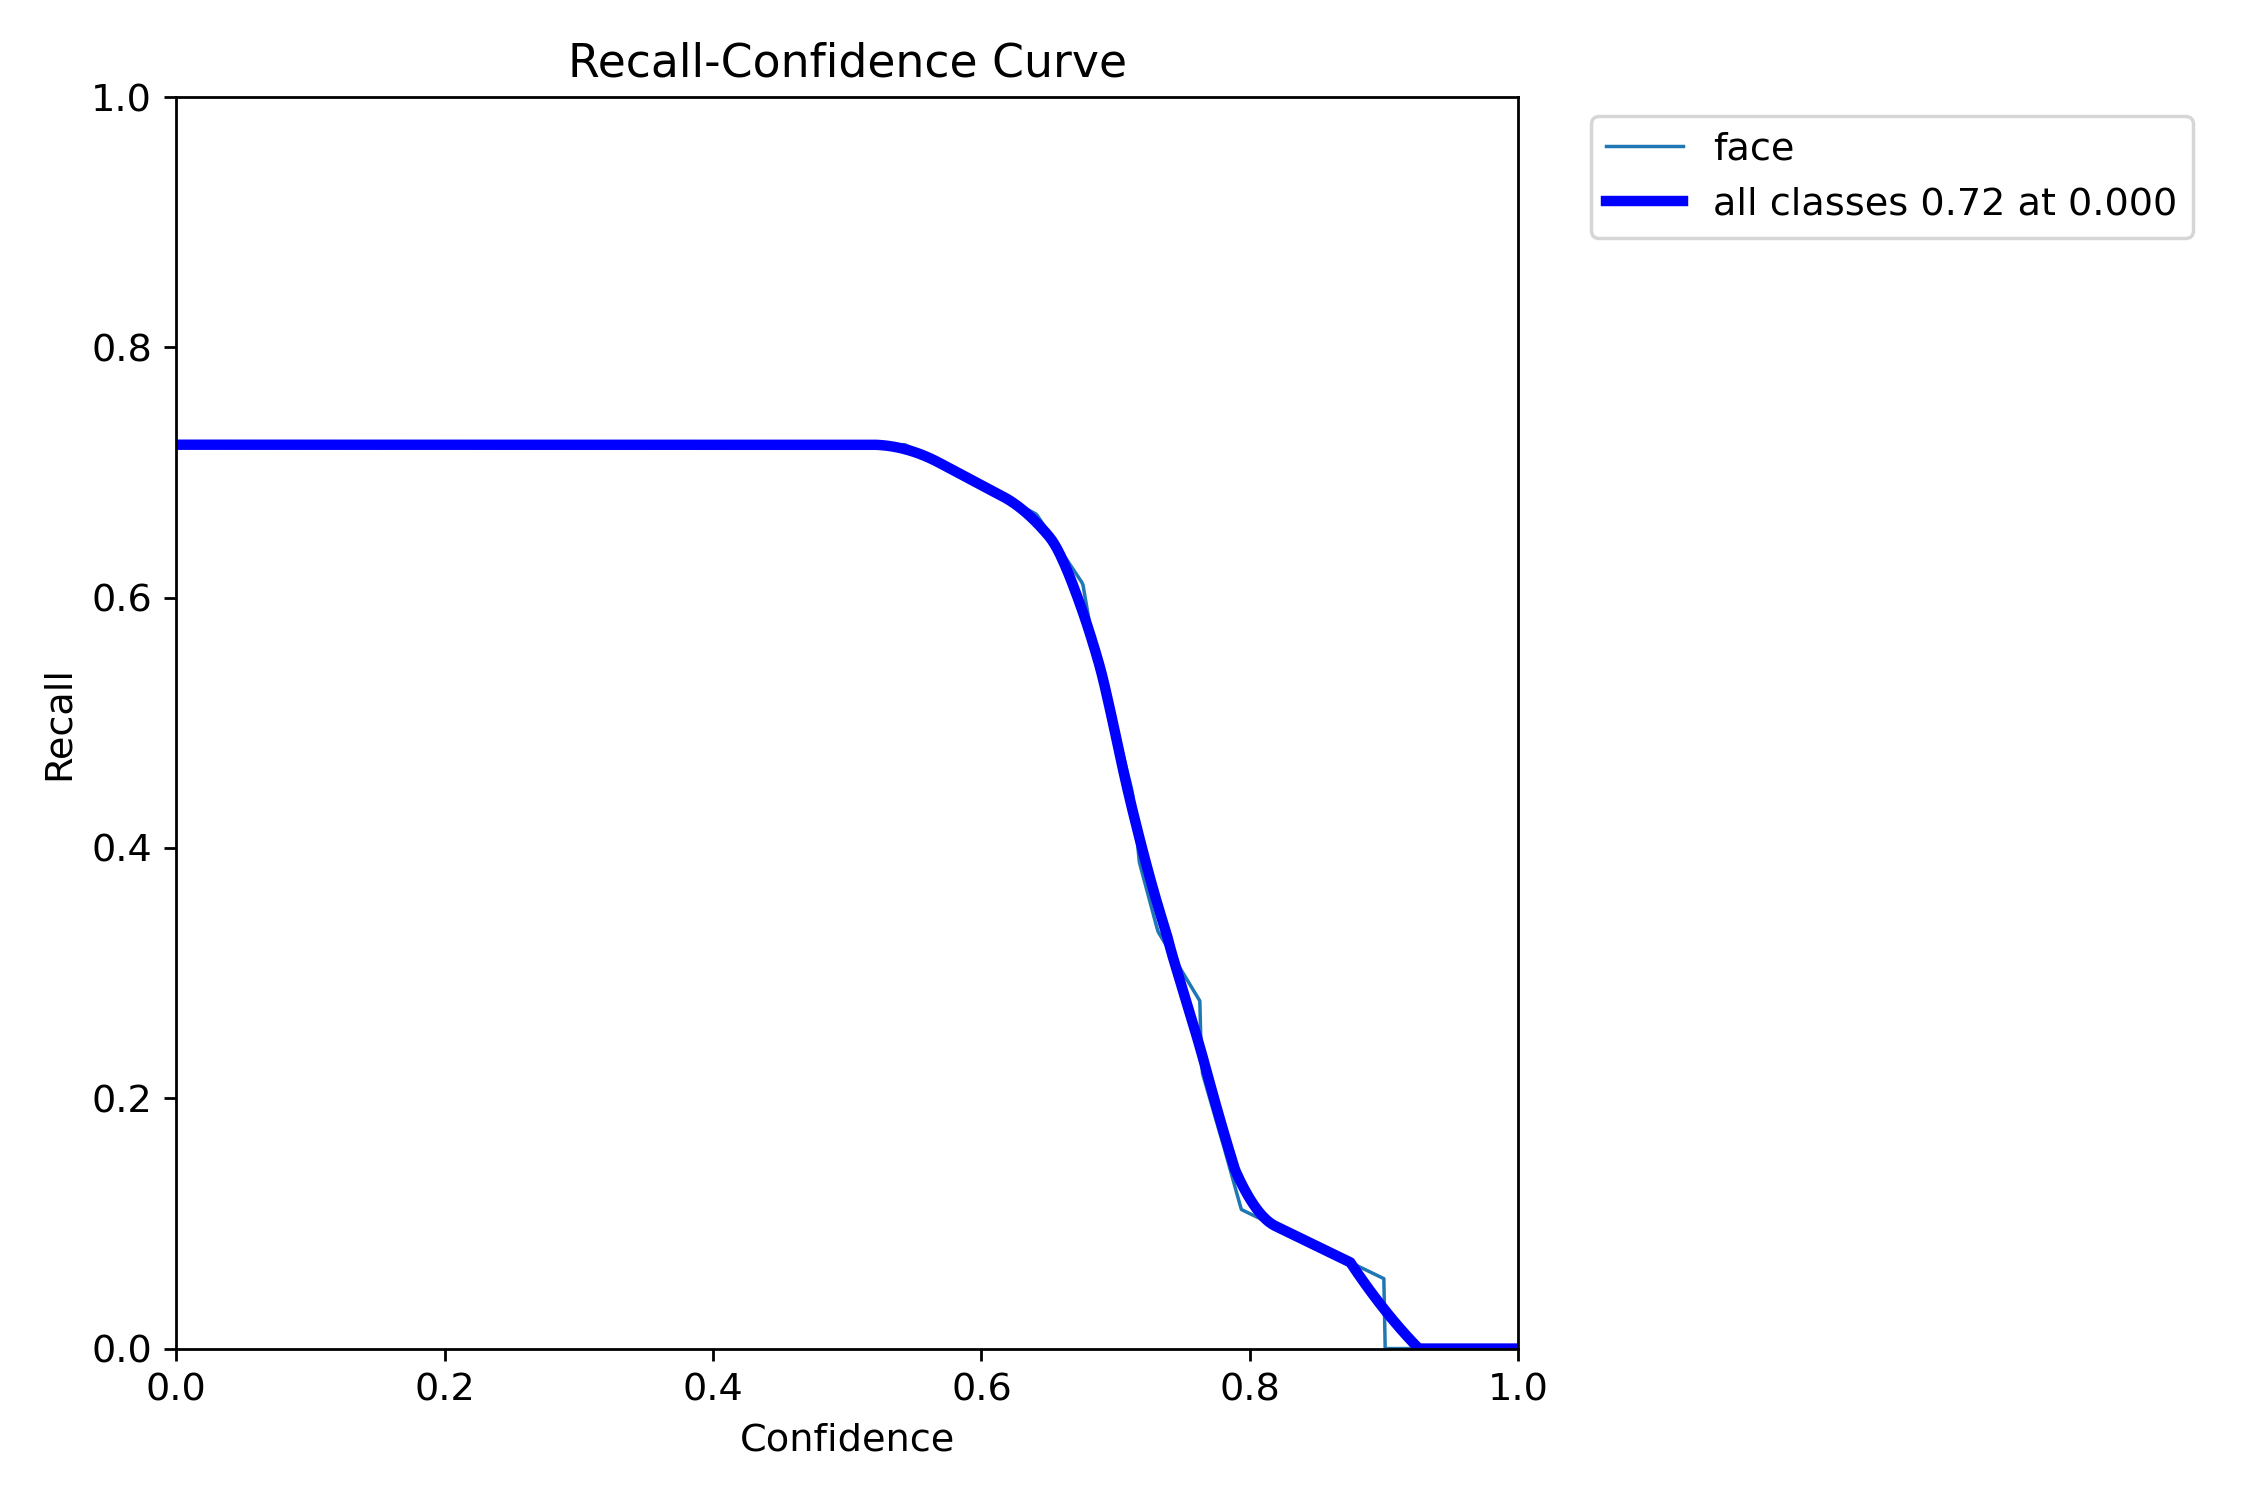 Recall-Confidence Curve
1.0
0.8
0.6
0.4
0.2
0.0
Recall
0.0 0.2 0.4 0.6 0.8 1.0
Confidence
face
all classes 0.72 at 0.000